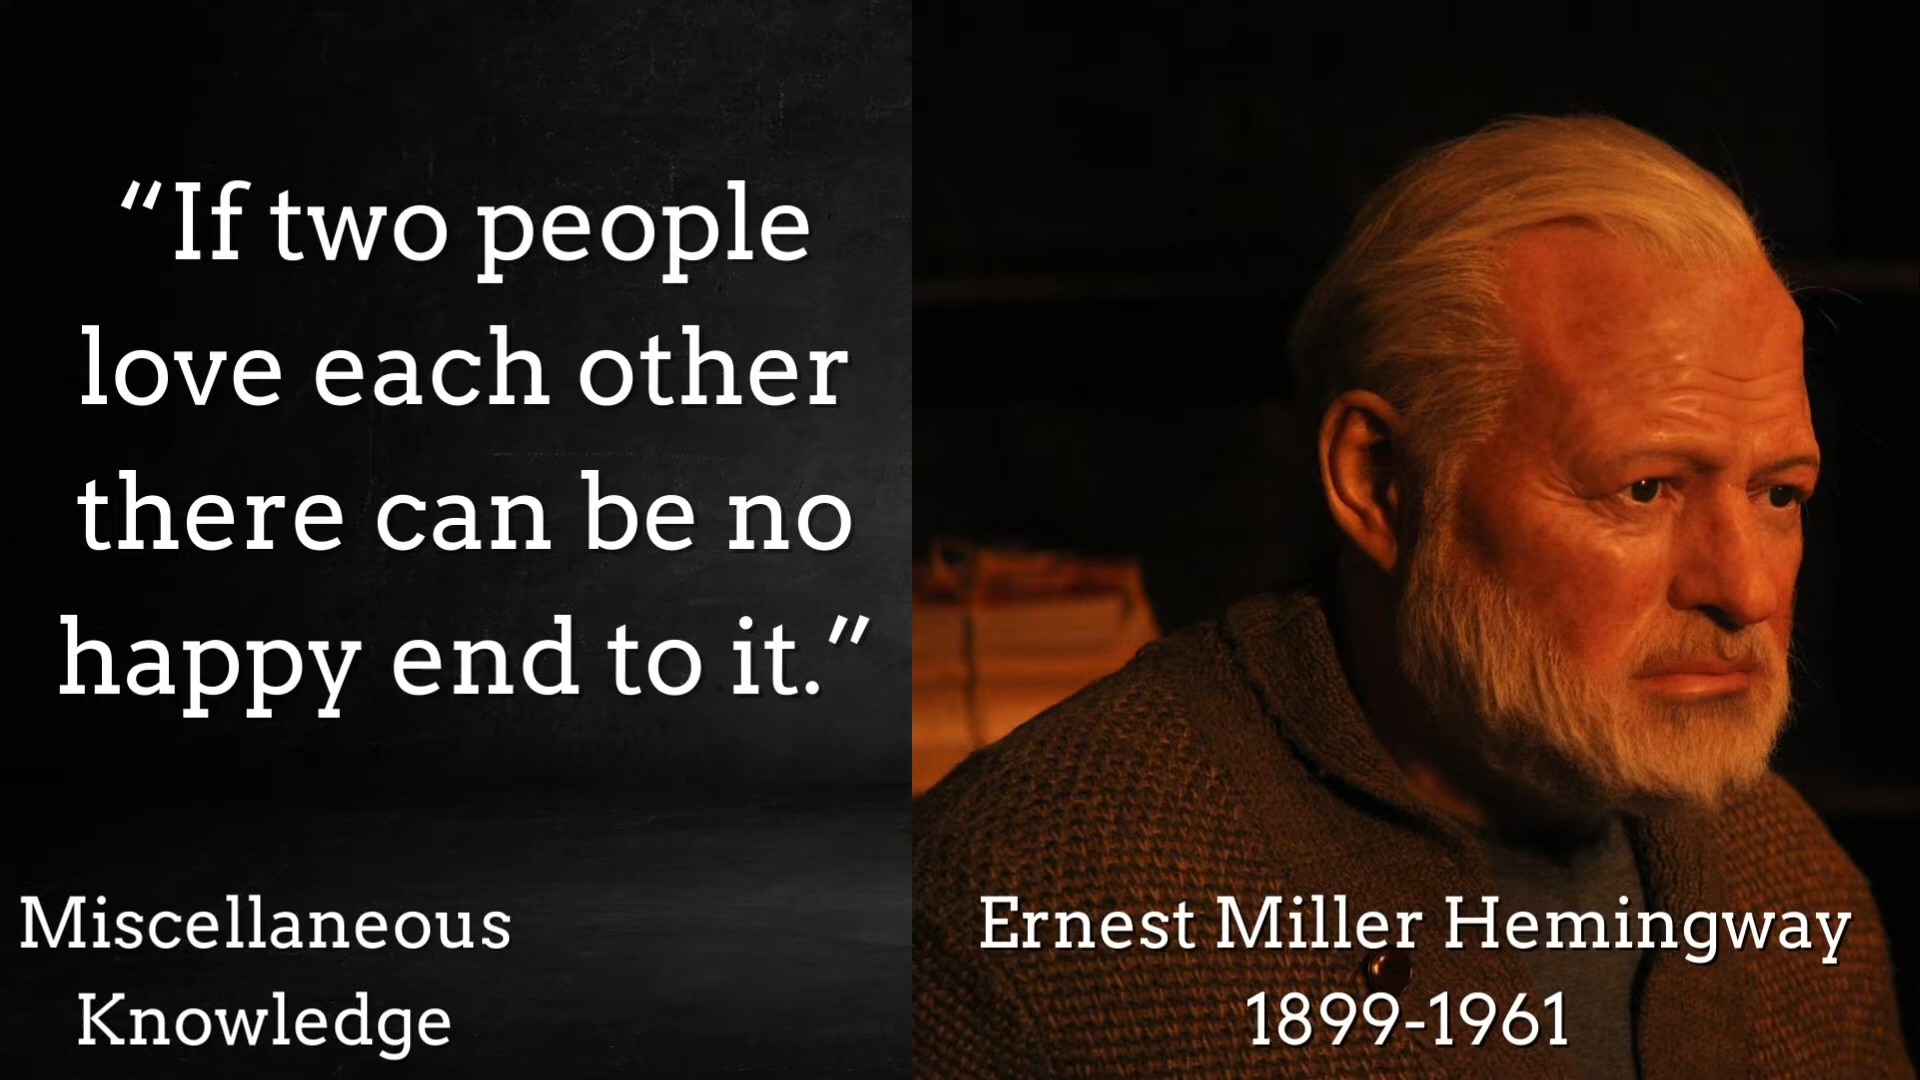 “If two people
love each other
there can be no
happy end to it.”
Miscellaneous
Knowledge
Ernest Miller Hemingway
1899-1961